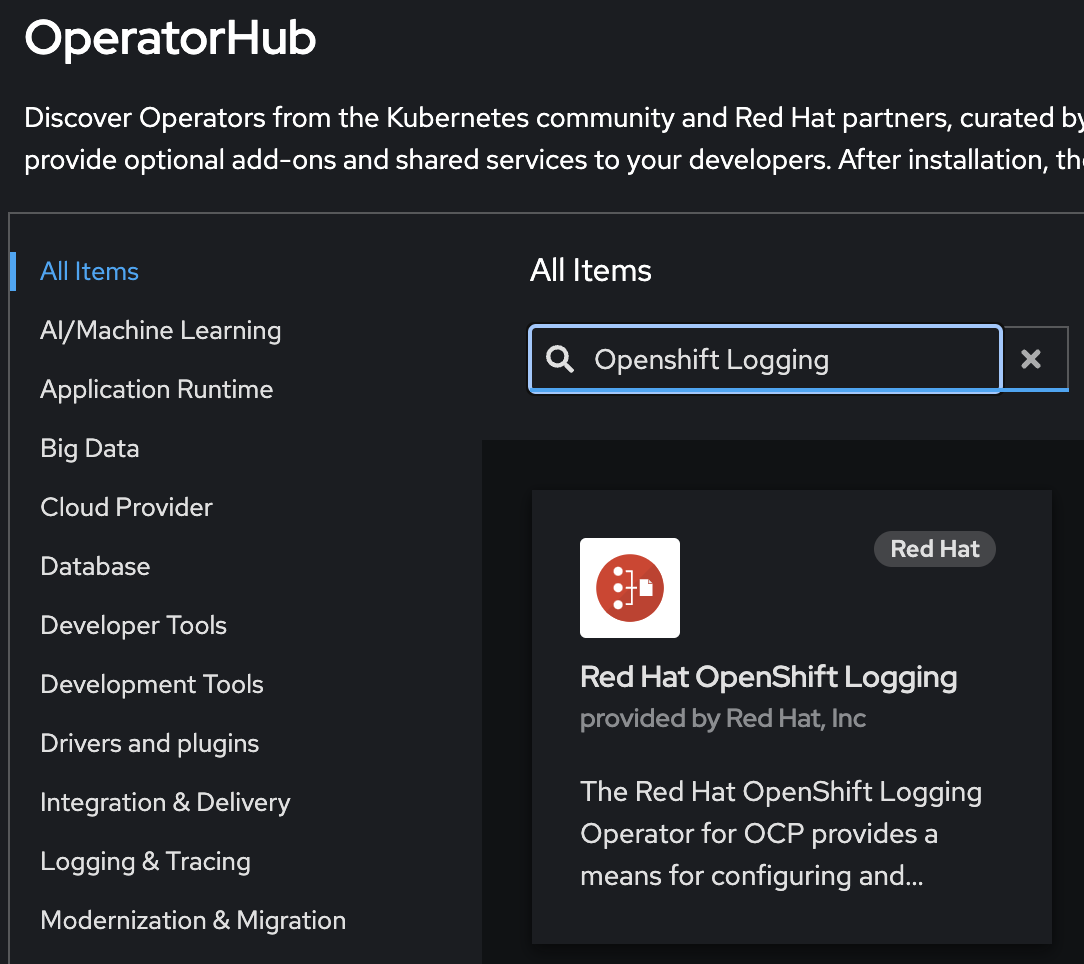 OperatorHub
Discover Operators from the Kubernetes community and Red Hat partners, curated by
provide optional add-ons and shared services to your developers. After installation, the
All Items
AI/Machine Learning
Application Runtime
Big Data
Cloud Provider
Database
Developer Tools
Development Tools
Drivers and plugins
Integration & Delivery
Logging & Tracing
Modernization & Migration
All Items
Openshift Logging
Red Hat
Red Hat OpenShift Logging
provided by Red Hat, Inc
The Red Hat OpenShift Logging
Operator for OCP provides a
means for configuring and...